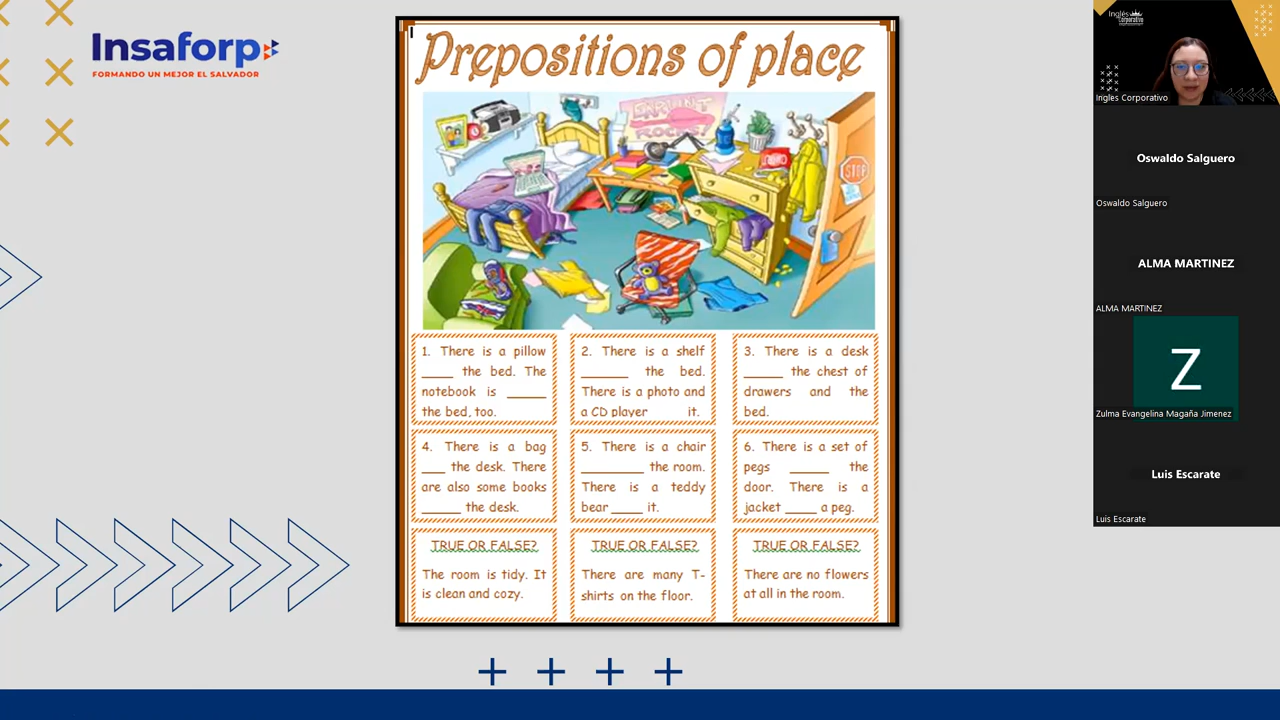 Insaforp
FORMANDO UN MEJOR EL SALVADOR
Prepositions of place
GARUNT
ROCKS!
STOP
1. There is a pillow
____ the bed. The
notebook is _____
the bed, too.
2. There is a shelf
______ the bed.
There is a photo and
a CD player it.
3. There is a desk
_____ the chest of
drawers and the
bed.
4. There is a bag
___ the desk. There
are also some books
_____ the desk.
5. There is a chair
________ the room.
There is a teddy
bear ____ it.
6. There is a set of
pegs _____ the
door. There is a
jacket ____ a peg.
TRUE OR FALSE?
The room is tidy. It
is clean and cozy.
TRUE OR FALSE?
There are many T-
shirts on the floor.
TRUE OR FALSE?
There are no flowers
at all in the room.
Inglés
Corporativo
Ingles Corporativo
Oswaldo Salguero
Oswaldo Salguero
ALMA MARTINEZ
ALMA MARTINEZ
Z
Zulma Evangelina Magaña Jimenez
Luis Escarate
Luis Escarate